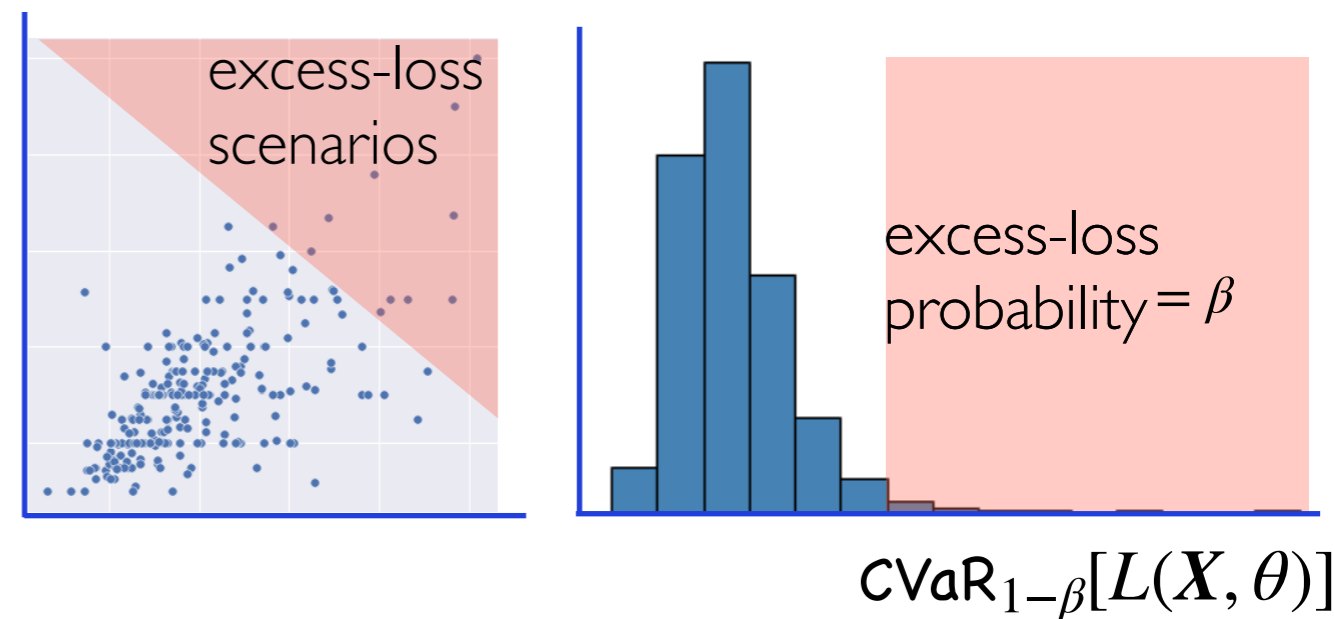 excess-loss
scenarios
excess-loss
probability = β
CVaR₁₋β[L(X, θ)]